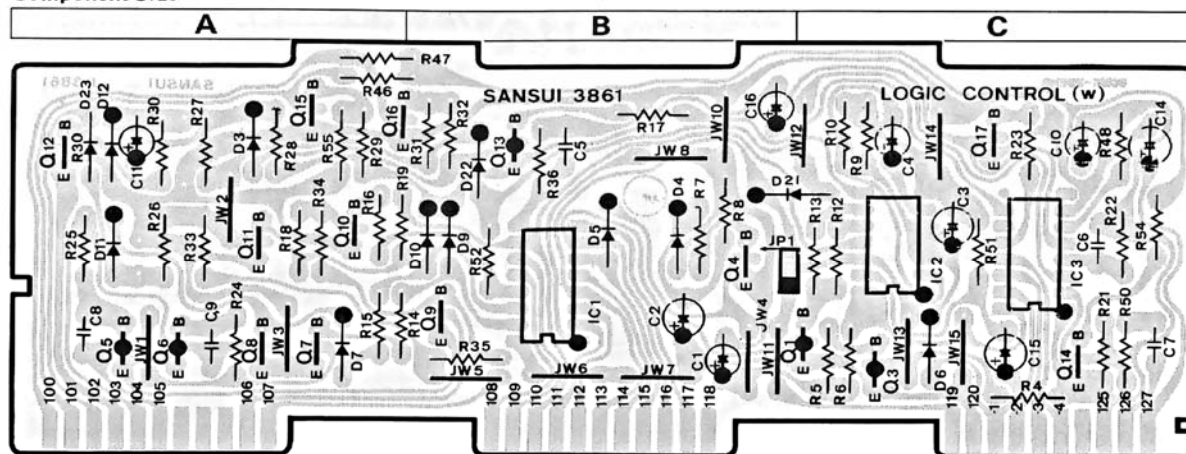 A B C
R47
R46
SANSUI 3861
LOGIC CONTROL (w)
D23 D12 R30 R27 D3 R28 Q15 B E R55 R29 Q16 B E R31 R32 D22 Q13 B E R36 C5 R17 JW8 JW10 C16 JW12 R10 R9 C4 JW14 Q17 B E R23 C10 R48 C14
Q12 B E R30 C11
JW2 R34 R16 R19 D4 R7 R8 D21 R13 R12 C3 R22
R25 D11 R26 R33 Q11 B E R18 Q10 B E D10 D9 R52 IC1 D5 Q4 B E JP1 IC2 R51 IC3 C6 R54
C8 Q5 B E JW1 Q6 B E C9 R24 Q8 B E JW3 Q7 B E D7 R15 R14 Q9 B E R35 JW5 JW6 JW7 C2 C1 JW4 JW11 Q1 B E R5 R6 Q3 B E JW13 D6 JW15 C15 R4 Q14 B E R21 R50 C7
100 101 102 103 104 105 106 107 108 109 110 111 112 113 114 115 116 117 118 119 120 -1 -2 -3 -4 125 126 127